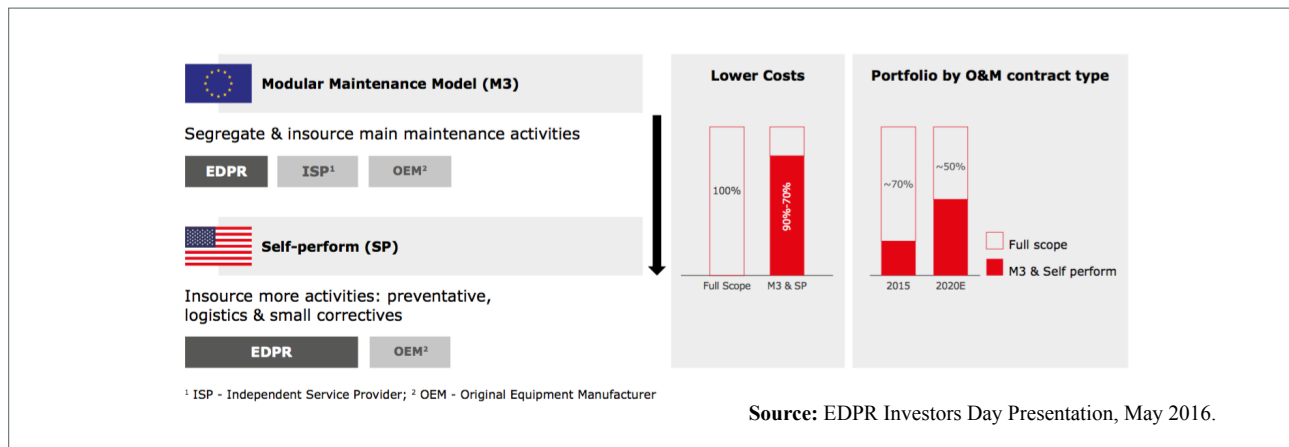 Modular Maintenance Model (M3)
Segregate & insource main maintenance activities
EDPR
ISP¹
OEM²
Self-perform (SP)
Insource more activities: preventative,
logistics & small correctives
EDPR
OEM²
¹ ISP - Independent Service Provider; ² OEM - Original Equipment Manufacturer
Lower Costs
100%
90%-70%
Full Scope
M3 & SP
Portfolio by O&M contract type
~70%
~50%
2015
2020E
Full scope
M3 & Self perform
Source: EDPR Investors Day Presentation, May 2016.